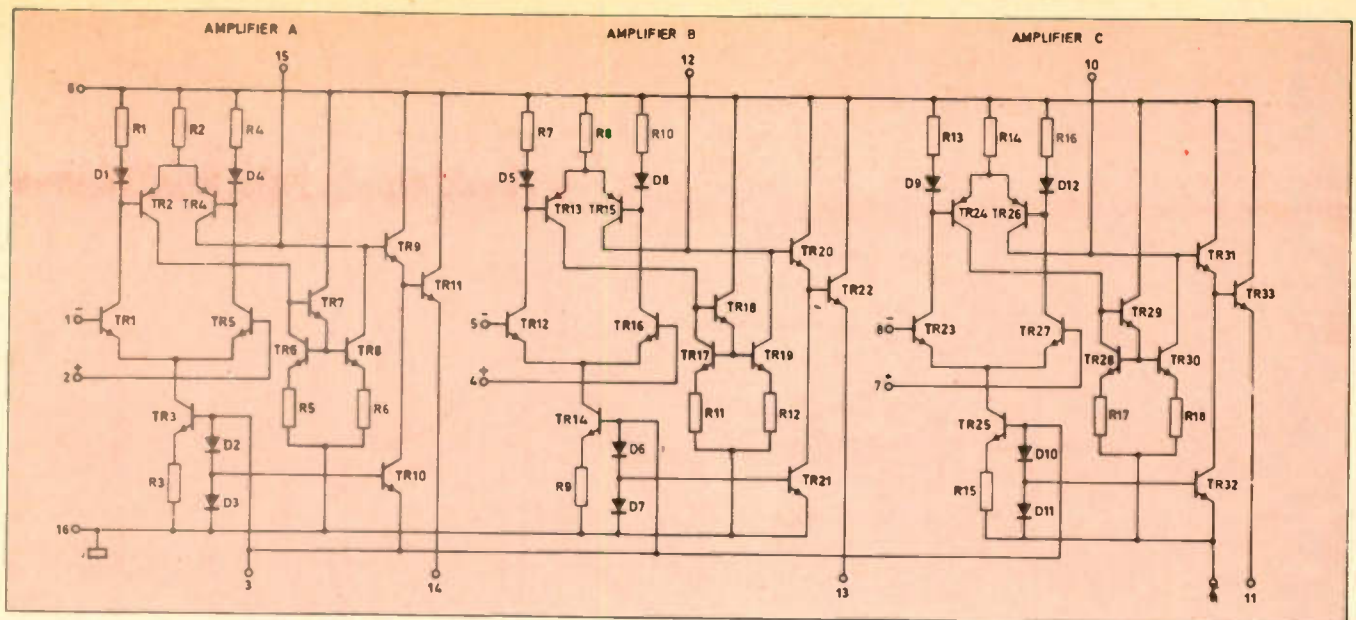 AMPLIFIER A
AMPLIFIER B
AMPLIFIER C
15
12
10
6
R1
R2
R4
R7
R8
R10
R13
R14
R16
D1
D4
D5
D8
D9
D12
TR2
TR4
TR13
TR15
TR24
TR26
TR9
TR20
TR31
TR7
TR11
TR18
TR22
TR29
TR33
1 -
TR1
TR5
5 -
TR12
TR16
8 -
TR23
TR27
TR6
TR8
TR17
TR19
TR28
TR30
2 +
4 +
7 +
TR3
R5
R6
TR14
R11
R12
TR25
R17
R18
D2
D6
D10
R3
TR10
R9
TR21
R15
TR32
D3
D7
D11
16
3
14
13
11